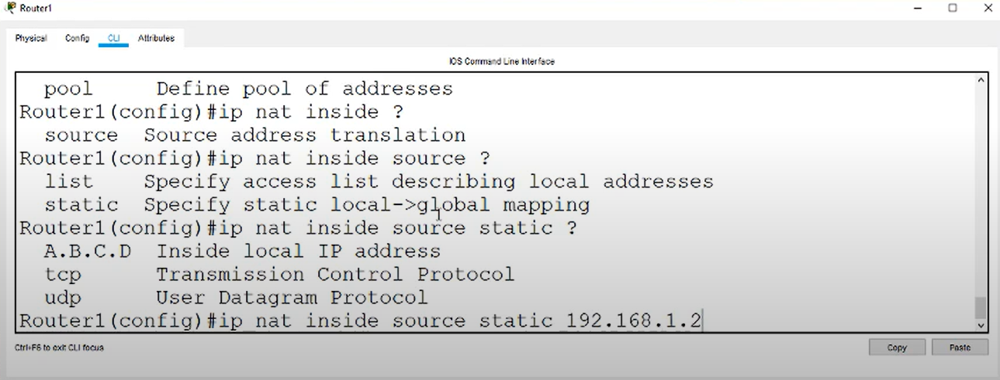 Router1
Physical Config CLI Attributes
IOS Command Line Interface
pool Define pool of addresses
Router1(config)#ip nat inside ?
source Source address translation
Router1(config)#ip nat inside source ?
list Specify access list describing local addresses
static Specify static local->global mapping
Router1(config)#ip nat inside source static ?
A.B.C.D Inside local IP address
tcp Transmission Control Protocol
udp User Datagram Protocol
Router1(config)#ip nat inside source static 192.168.1.2
Ctrl+F6 to exit CLI focus
Copy Paste